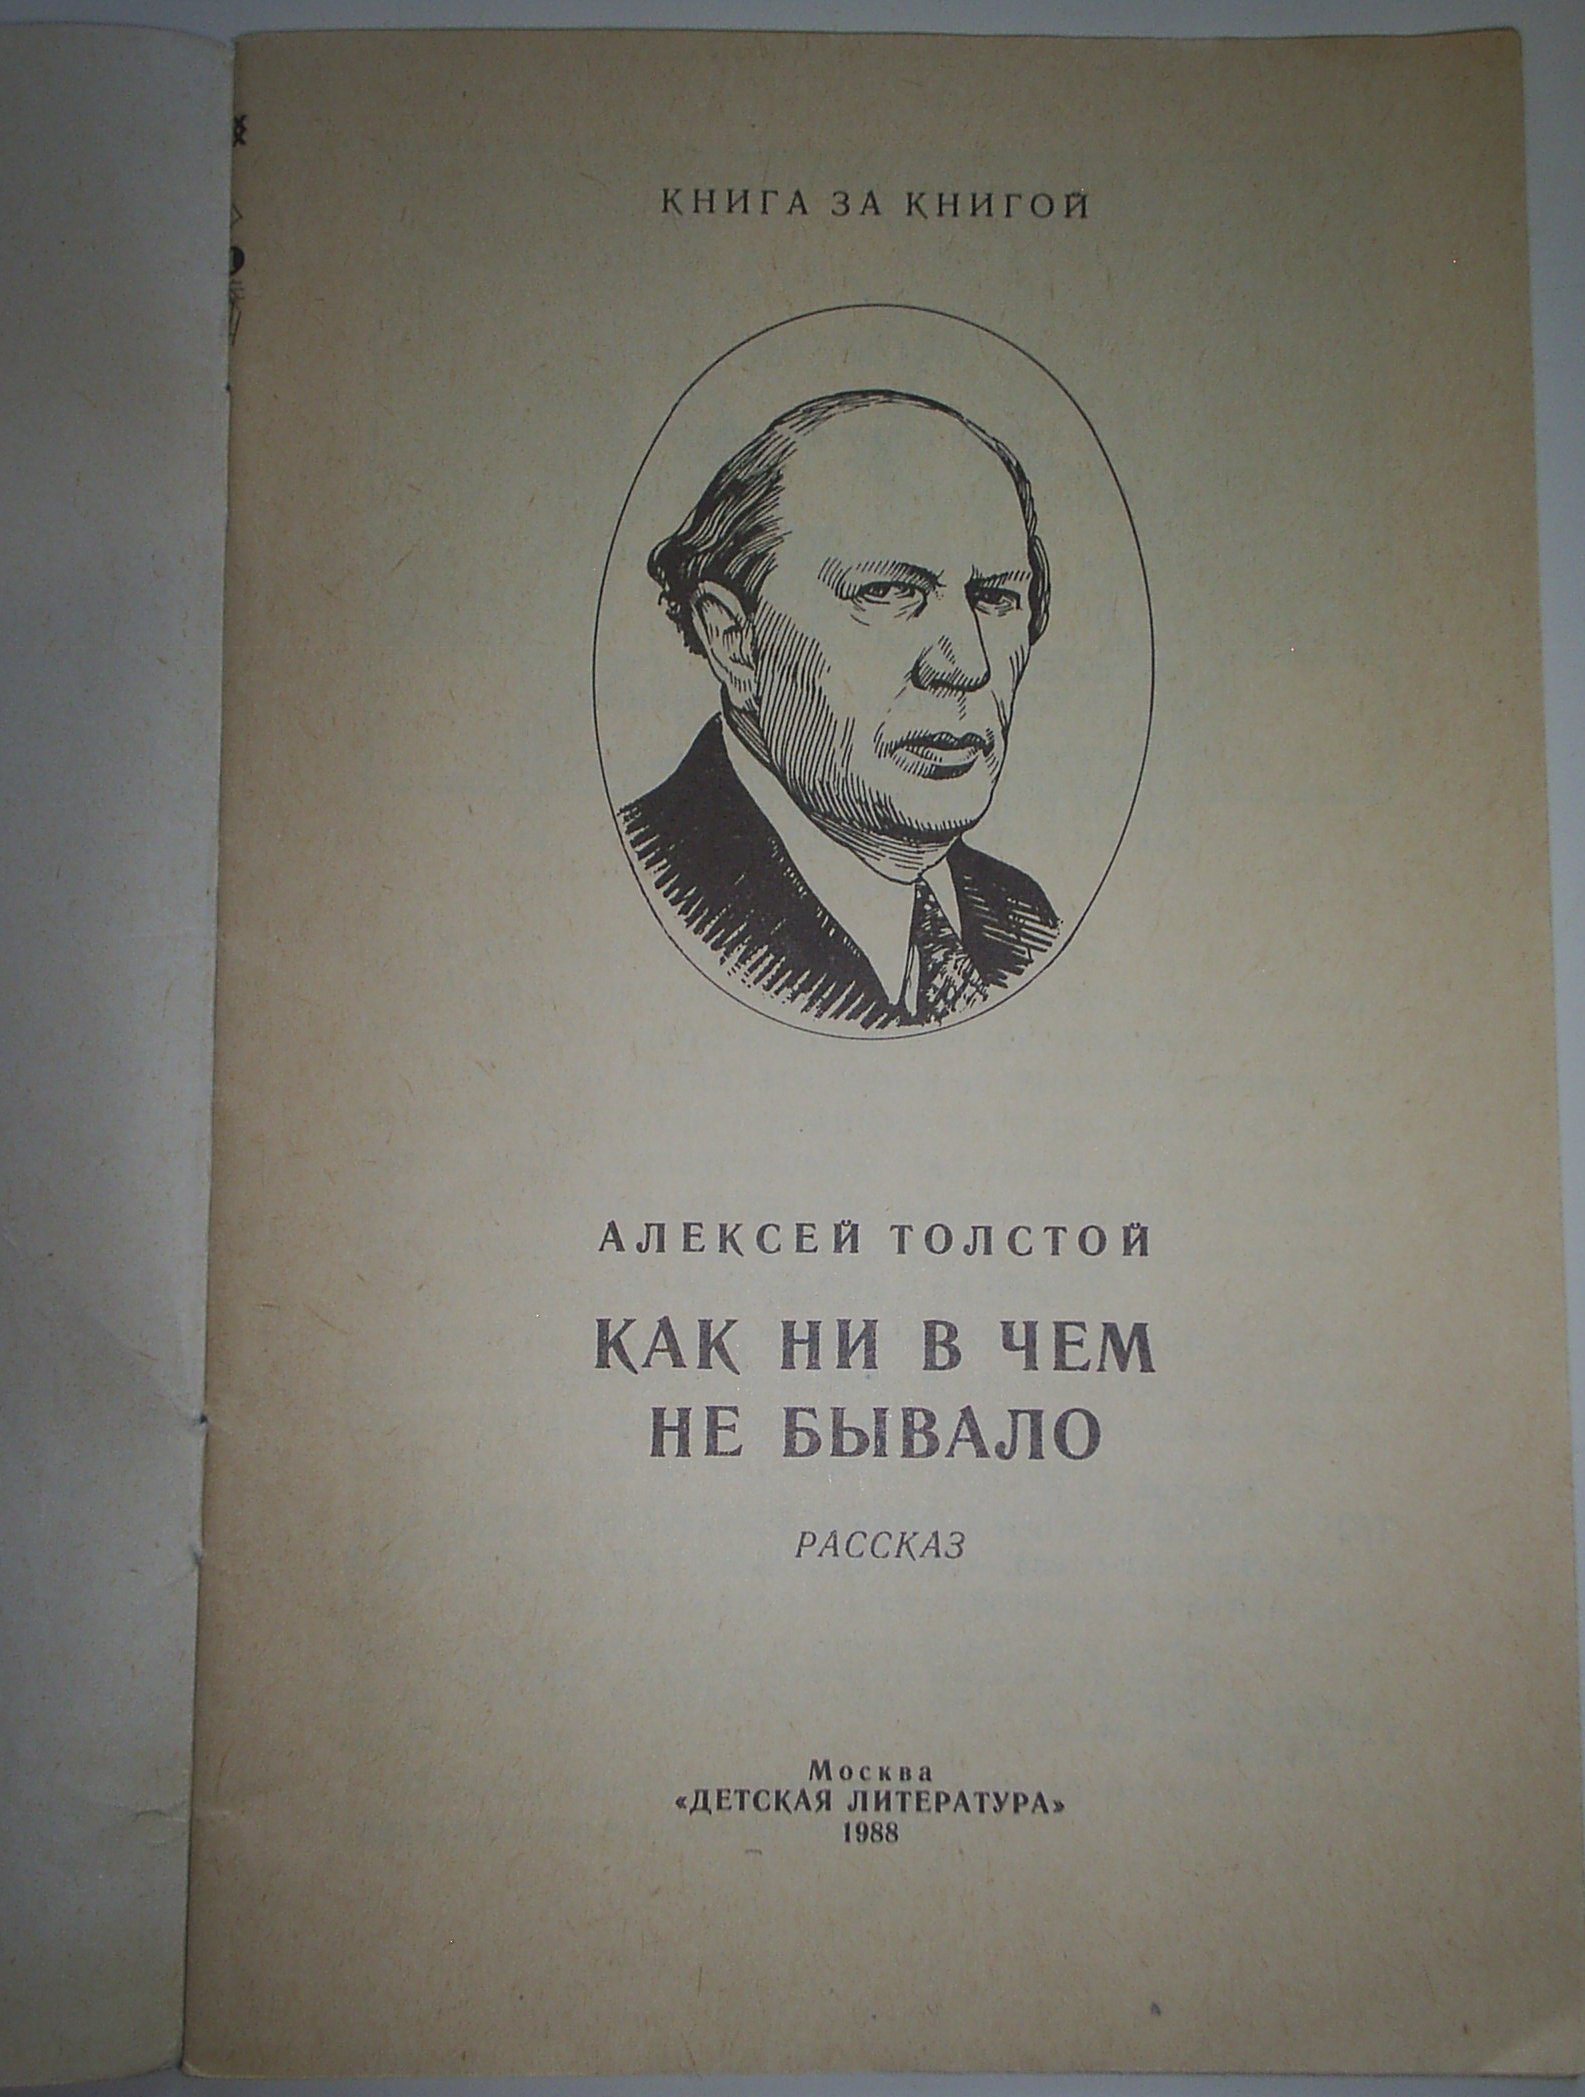 КНИГА ЗА КНИГОЙ
АЛЕКСЕЙ ТОЛСТОЙ
КАК НИ В ЧЕМ
НЕ БЫВАЛО
РАССКАЗ
Москва
«ДЕТСКАЯ ЛИТЕРАТУРА»
1988